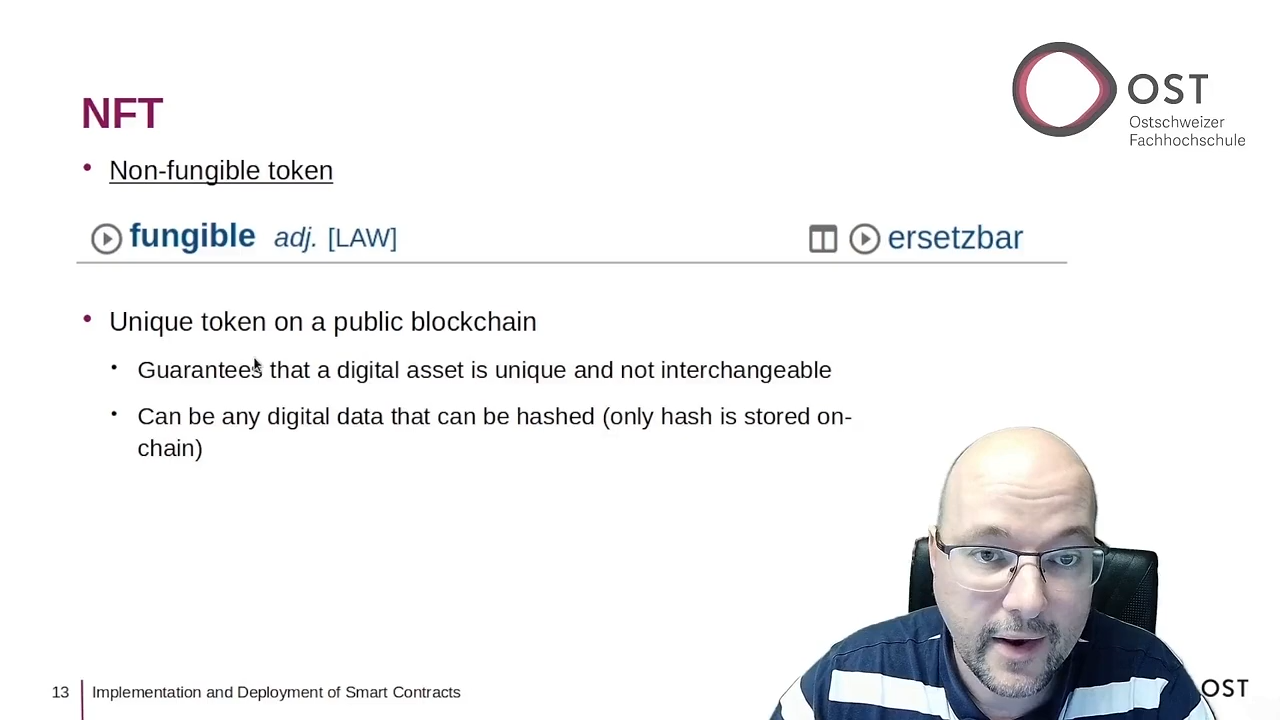 OST
Ostschweizer
Fachhochschule
NFT
• Non-fungible token
fungible adj. [LAW] ersetzbar
• Unique token on a public blockchain
• Guarantees that a digital asset is unique and not interchangeable
• Can be any digital data that can be hashed (only hash is stored on-
chain)
13 Implementation and Deployment of Smart Contracts
OST